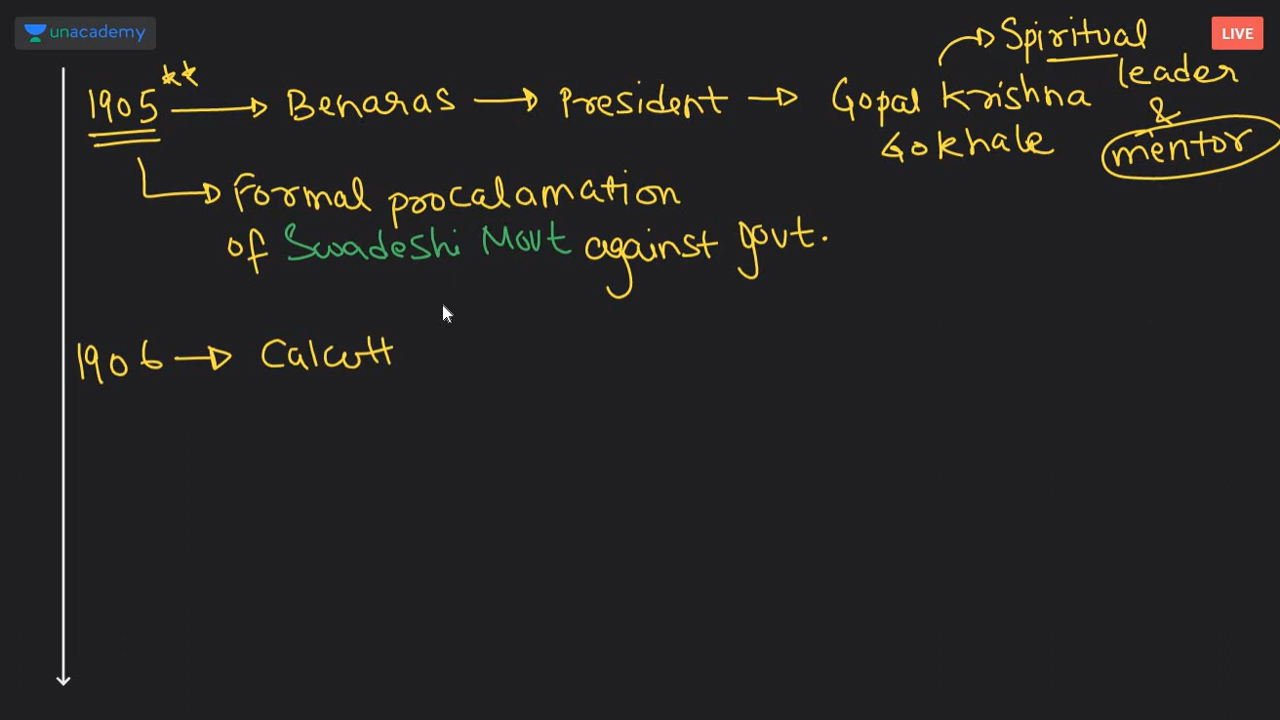 unacademy
LIVE
Spiritual
leader
&
mentor
1905** → Benaras → President → Gopal Krishna
Gokhale
Formal procalamation
of Swadeshi Movt against govt.
1906 → Calcutt